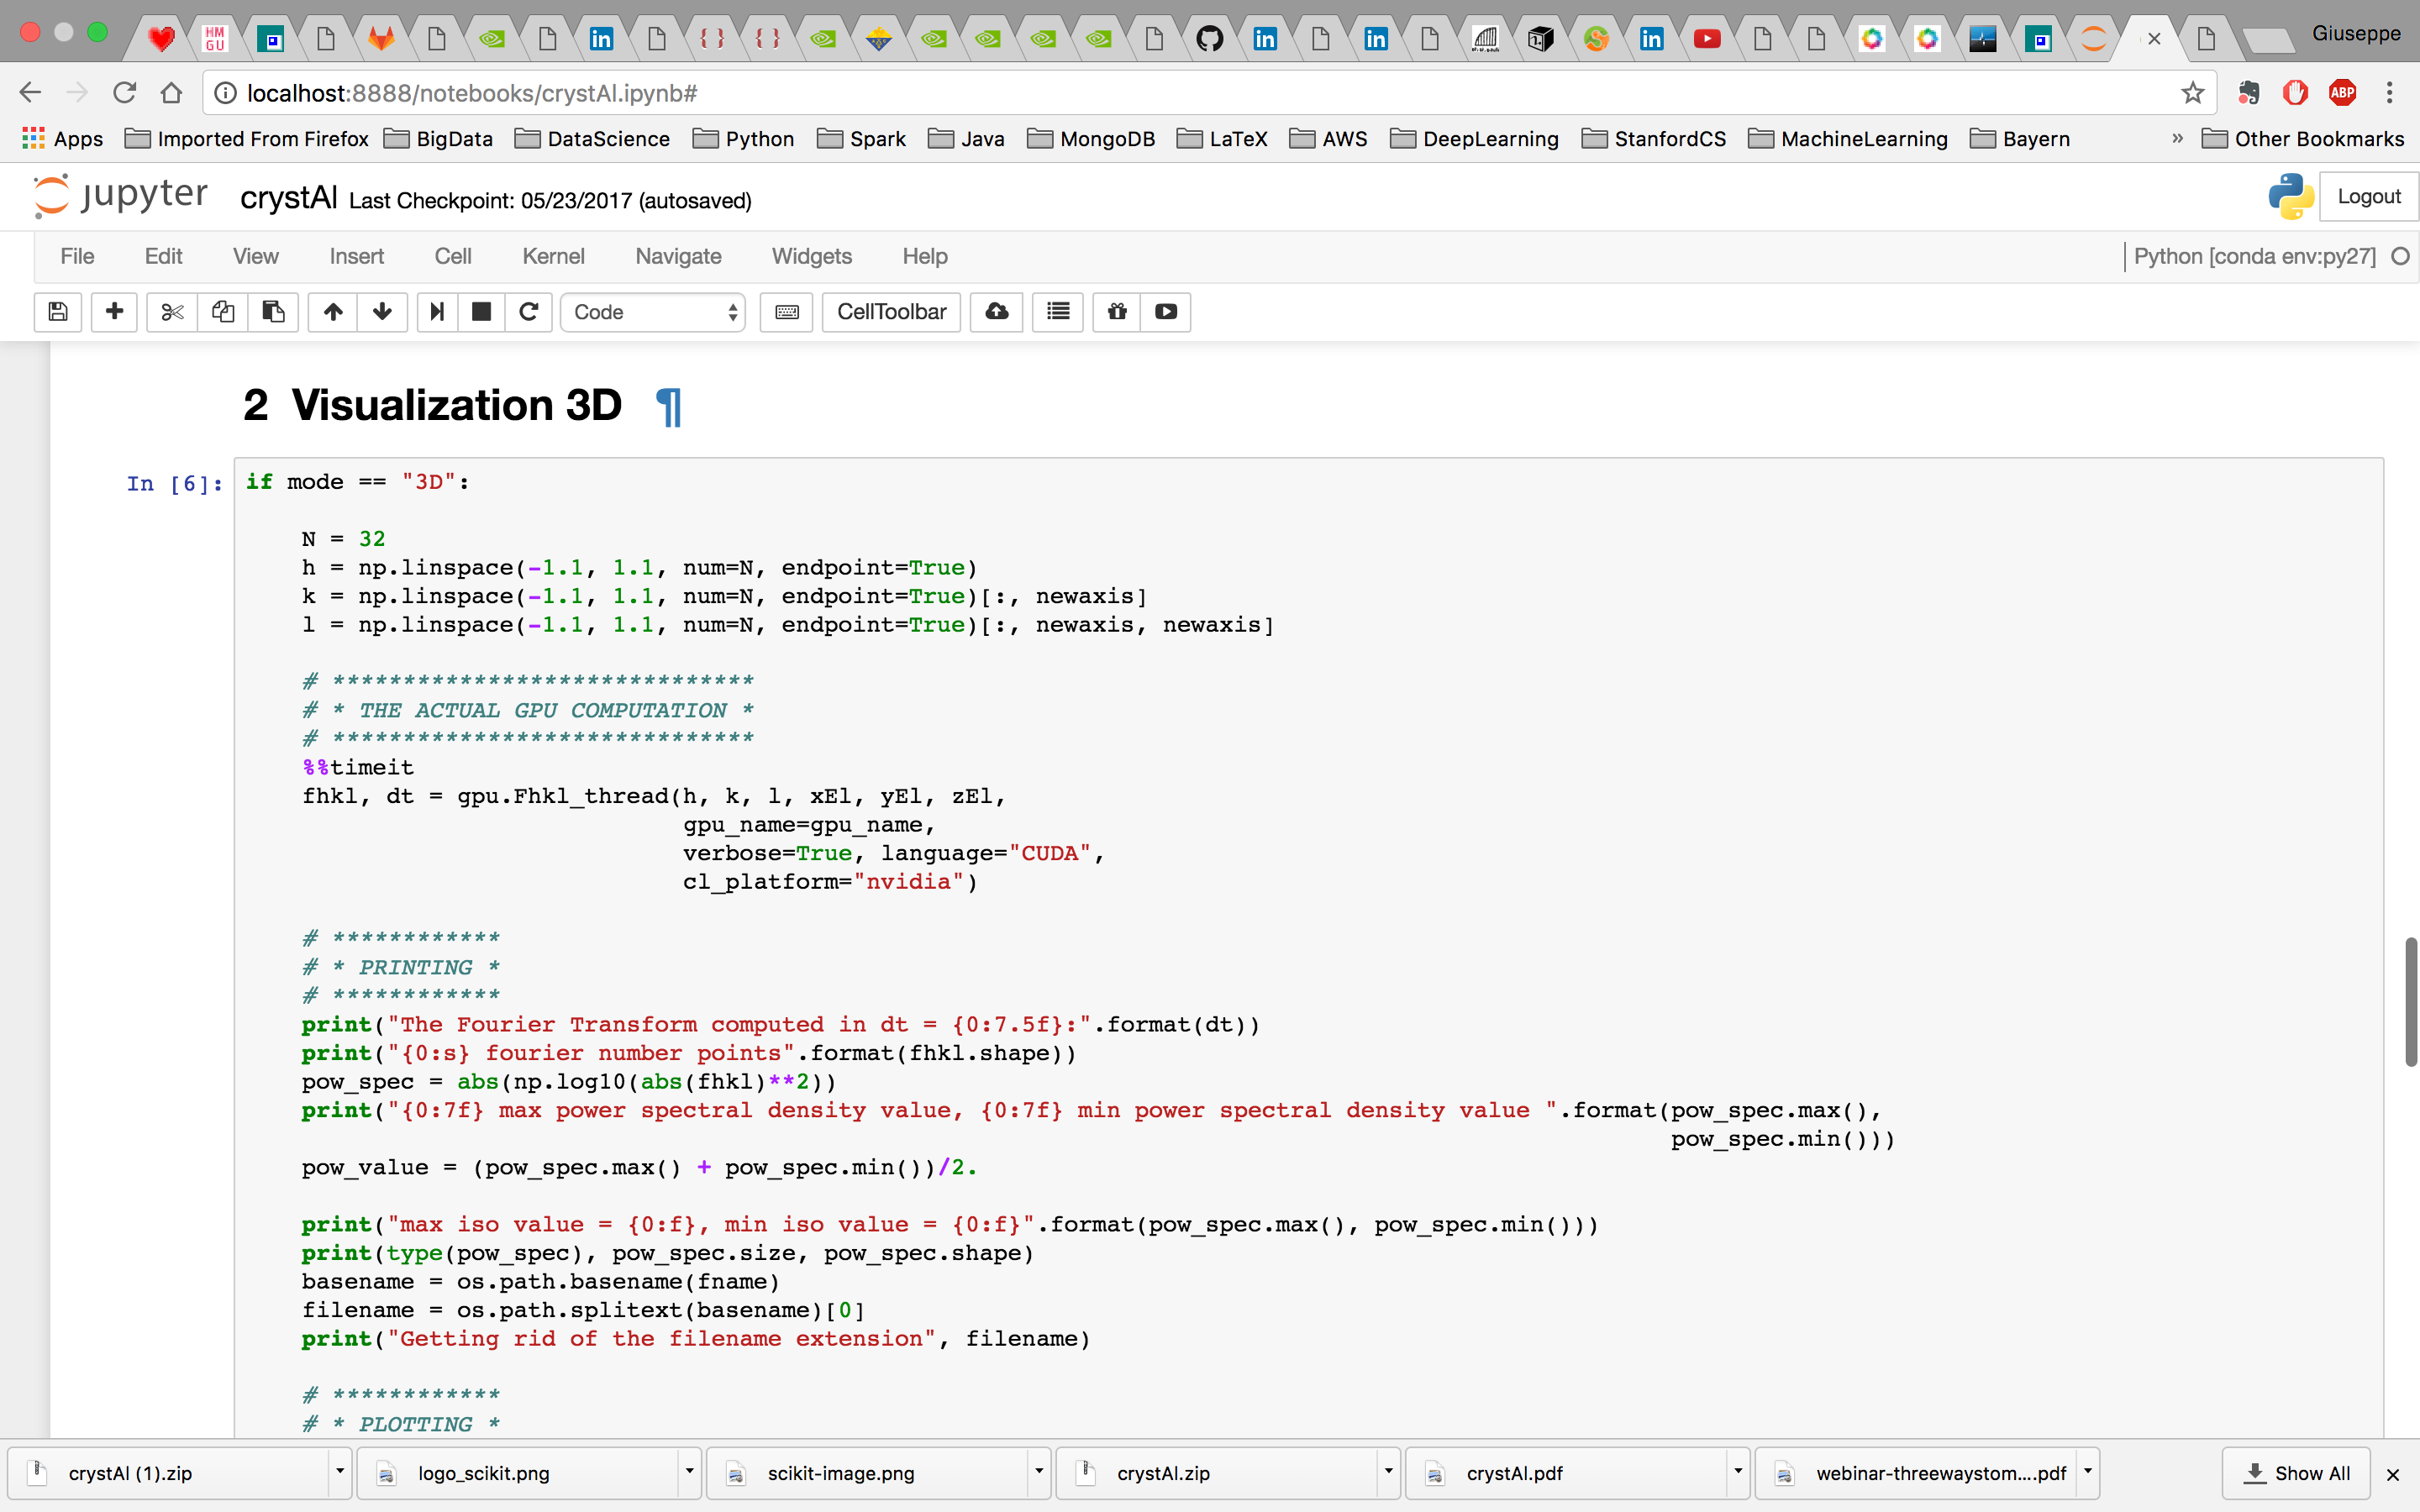 Giuseppe
localhost:8888/notebooks/crystAl.ipynb#
ABP
Apps Imported From Firefox BigData DataScience Python Spark Java MongoDB LaTeX AWS DeepLearning StanfordCS MachineLearning Bayern » Other Bookmarks
jupyter crystAl Last Checkpoint: 05/23/2017 (autosaved) Logout
File Edit View Insert Cell Kernel Navigate Widgets Help Python [conda env:py27]
Code CellToolbar
2 Visualization 3D ¶
In [6]: if mode == "3D":
N = 32
h = np.linspace(-1.1, 1.1, num=N, endpoint=True)
k = np.linspace(-1.1, 1.1, num=N, endpoint=True)[:, newaxis]
l = np.linspace(-1.1, 1.1, num=N, endpoint=True)[:, newaxis, newaxis]
# ******************************
# * THE ACTUAL GPU COMPUTATION *
# ******************************
%%timeit
fhkl, dt = gpu.Fhkl_thread(h, k, l, xEl, yEl, zEl,
gpu_name=gpu_name,
verbose=True, language="CUDA",
cl_platform="nvidia")
# ************
# * PRINTING *
# ************
print("The Fourier Transform computed in dt = {0:7.5f}:".format(dt))
print("{0:s} fourier number points".format(fhkl.shape))
pow_spec = abs(np.log10(abs(fhkl)**2))
print("{0:7f} max power spectral density value, {0:7f} min power spectral density value ".format(pow_spec.max(),
pow_spec.min()))
pow_value = (pow_spec.max() + pow_spec.min())/2.
print("max iso value = {0:f}, min iso value = {0:f}".format(pow_spec.max(), pow_spec.min()))
print(type(pow_spec), pow_spec.size, pow_spec.shape)
basename = os.path.basename(fname)
filename = os.path.splitext(basename)[0]
print("Getting rid of the filename extension", filename)
# ************
# * PLOTTING *
crystAl (1).zip logo_scikit.png scikit-image.png crystAl.zip crystAl.pdf webinar-threewaystom....pdf Show All